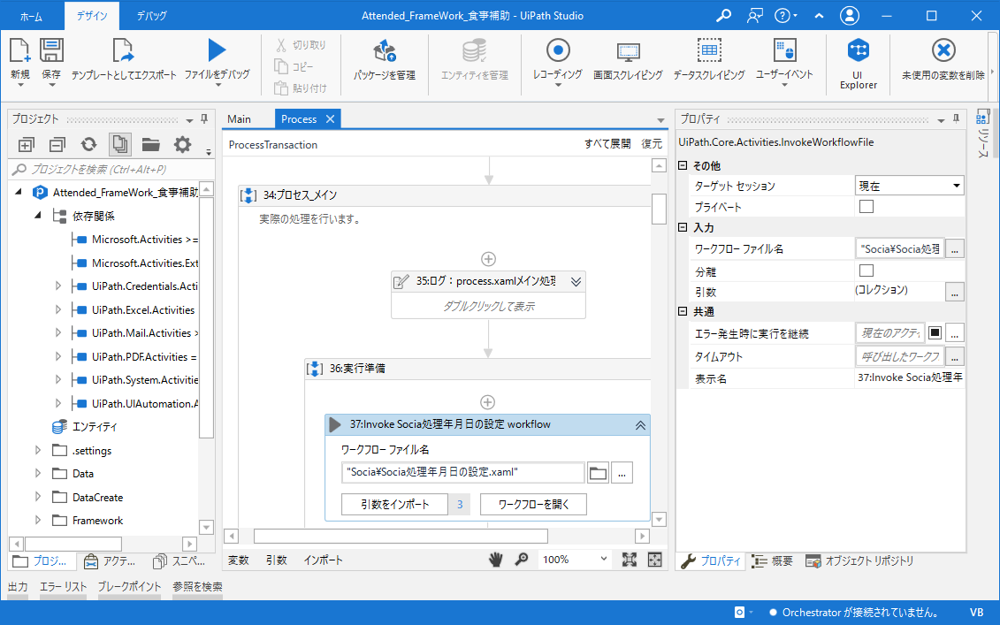 ホーム
デザイン
デバッグ
Attended_FrameWork_食事補助 - UiPath Studio
新規
保存
テンプレートとしてエクスポート
ファイルをデバッグ
切り取り
コピー
貼り付け
パッケージを管理
エンティティを管理
レコーディング
画面スクレイピング
データスクレイピング
ユーザーイベント
UI
Explorer
未使用の変数を削除
プロジェクト
プロジェクトを検索 (Ctrl+Alt+P)
Attended_FrameWork_食事補助
依存関係
Microsoft.Activities >=
Microsoft.Activities.Ext
UiPath.Credentials.Acti
UiPath.Excel.Activities
UiPath.Mail.Activities >
UiPath.PDF.Activities =
UiPath.System.Activitie
UiPath.UIAutomation.A
エンティティ
.settings
Data
DataCreate
Framework
プロジ...
アクテ...
スニペ...
Main
Process
ProcessTransaction
すべて展開
復元
34:プロセス_メイン
実際の処理を行います。
35:ログ：process.xamlメイン処理
ダブルクリックして表示
36:実行準備
37:Invoke Socia処理年月日の設定 workflow
ワークフロー ファイル名
"Socia¥Socia処理年月日の設定.xaml"
...
引数をインポート
3
ワークフローを開く
変数
引数
インポート
100%
プロパティ
UiPath.Core.Activities.InvokeWorkflowFile
その他
ターゲット セッション
現在
プライベート
入力
ワークフロー ファイル名
"Socia¥Socia処理
...
分離
引数
(コレクション)
...
共通
エラー発生時に実行を継続
現在のアクティ
...
タイムアウト
呼び出したワークフ
...
表示名
37:Invoke Socia処理年
プロパティ
概要
オブジェクト リポジトリ
リソース
出力
エラー リスト
ブレークポイント
参照を検索
Orchestrator が接続されていません。
VB